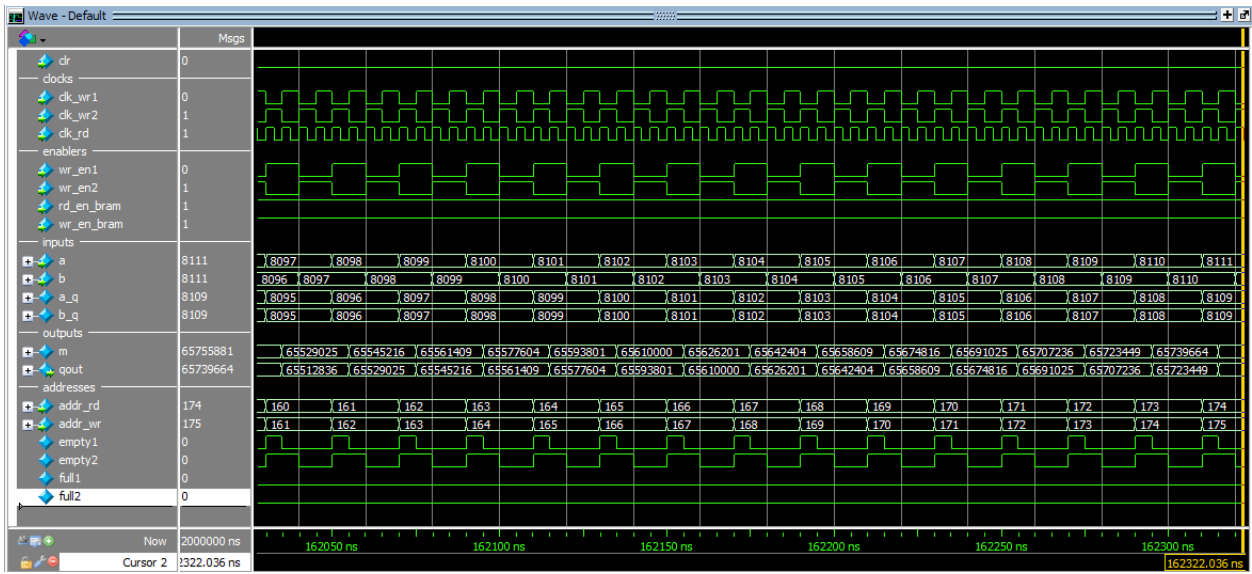 Wave - Default
Msgs
clr 0
clocks
clk_wr1 0
clk_wr2 1
clk_rd 1
enablers
wr_en1 0
wr_en2 1
rd_en_bram 1
wr_en_bram 1
inputs
a 8111 8097 8098 8099 8100 8101 8102 8103 8104 8105 8106 8107 8108 8109 8110 8111
b 8111 8096 8097 8098 8099 8100 8101 8102 8103 8104 8105 8106 8107 8108 8109 8110
a_q 8109 8095 8096 8097 8098 8099 8100 8101 8102 8103 8104 8105 8106 8107 8108 8109
b_q 8109 8095 8096 8097 8098 8099 8100 8101 8102 8103 8104 8105 8106 8107 8108 8109
outputs
m 65755881 65529025 65545216 65561409 65577604 65593801 65610000 65626201 65642404 65658609 65674816 65691025 65707236 65723449 65739664
qout 65739664 65512836 65529025 65545216 65561409 65577604 65593801 65610000 65626201 65642404 65658609 65674816 65691025 65707236 65723449
addresses
addr_rd 174 160 161 162 163 164 165 166 167 168 169 170 171 172 173 174
addr_wr 175 161 162 163 164 165 166 167 168 169 170 171 172 173 174 175
empty1 0
empty2 0
full1 0
full2 0
Now 2000000 ns 162050 ns 162100 ns 162150 ns 162200 ns 162250 ns 162300 ns
Cursor 2 2322.036 ns 162322.036 ns